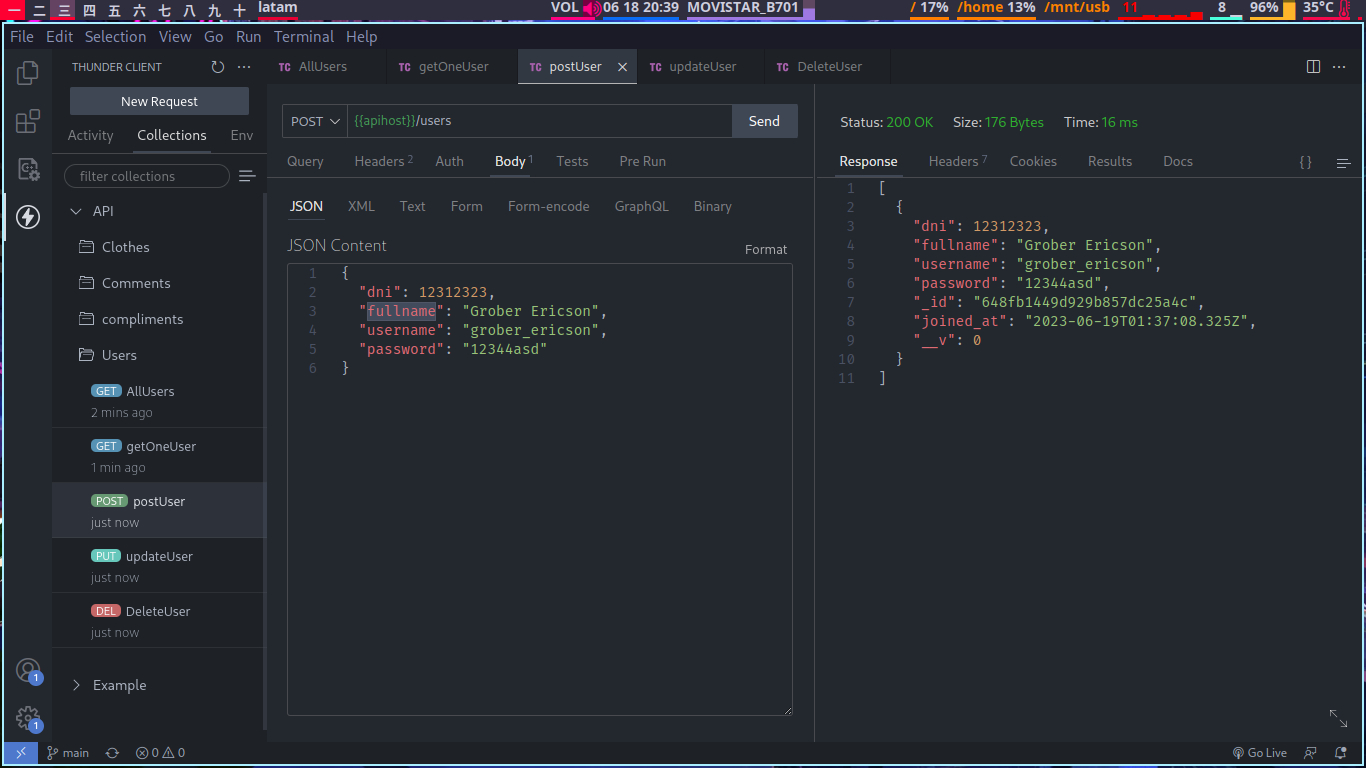 一 二 三 四 五 六 七 八 九 十 latam VOL 06 18 20:39 MOVISTAR_B701 / 17% /home 13% /mnt/usb 11 8 96% 35°C
File Edit Selection View Go Run Terminal Help
THUNDER CLIENT
New Request
Activity Collections Env
filter collections
API
Clothes
Comments
compliments
Users
GET AllUsers
2 mins ago
GET getOneUser
1 min ago
POST postUser
just now
PUT updateUser
just now
DEL DeleteUser
just now
Example
1
1
TC AllUsers TC getOneUser TC postUser TC updateUser TC DeleteUser
POST {{apihost}}/users Send
Query Headers 2 Auth Body 1 Tests Pre Run
JSON XML Text Form Form-encode GraphQL Binary
JSON Content
Format
1 {
2 "dni": 12312323,
3 "fullname": "Grober Ericson",
4 "username": "grober_ericson",
5 "password": "12344asd"
6 }
Status: 200 OK Size: 176 Bytes Time: 16 ms
Response Headers 7 Cookies Results Docs { }
1 [
2 {
3 "dni": 12312323,
4 "fullname": "Grober Ericson",
5 "username": "grober_ericson",
6 "password": "12344asd",
7 "_id": "648fb1449d929b857dc25a4c",
8 "joined_at": "2023-06-19T01:37:08.325Z",
9 "__v": 0
10 }
11 ]
main 0 0 Go Live